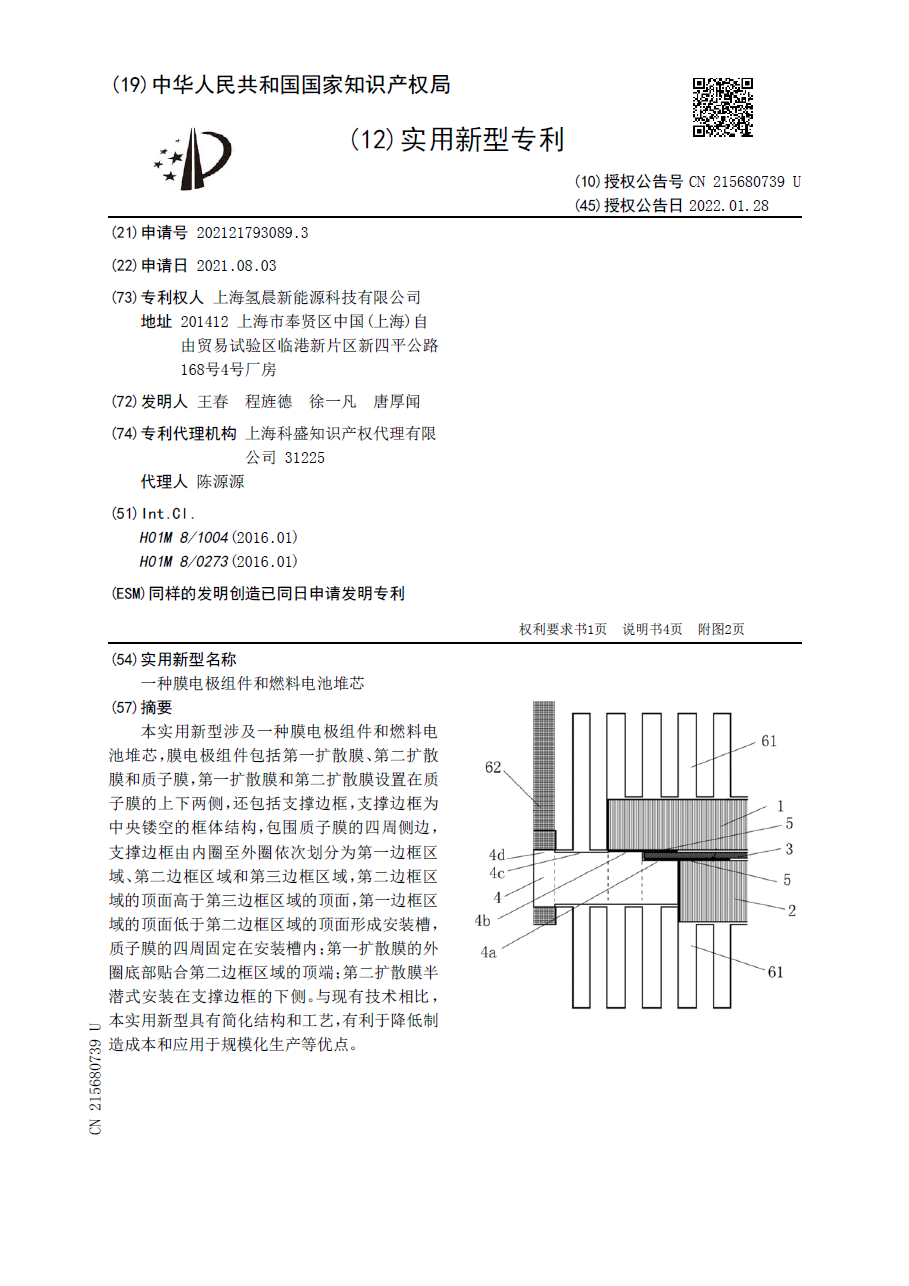 (19)中华人民共和国国家知识产权局
(12)实用新型专利
(10)授权公告号 CN 215680739 U
(45)授权公告日 2022.01.28
(21)申请号 202121793089.3
(22)申请日 2021.08.03
(73)专利权人 上海氢晨新能源科技有限公司
地址 201412 上海市奉贤区中国(上海)自
由贸易试验区临港新片区新四平公路
168号4号厂房
(72)发明人 王春 程旌德 徐一凡 唐厚闻
(74)专利代理机构 上海科盛知识产权代理有限
公司 31225
代理人 陈源源
(51)Int.Cl.
H01M 8/1004(2016.01)
H01M 8/0273(2016.01)
(ESM)同样的发明创造已同日申请发明专利
权利要求书1页 说明书4页 附图2页
(54)实用新型名称
一种膜电极组件和燃料电池堆芯
(57)摘要
本实用新型涉及一种膜电极组件和燃料电
池堆芯,膜电极组件包括第一扩散膜、第二扩散
膜和质子膜,第一扩散膜和第二扩散膜设置在质
子膜的上下两侧,还包括支撑边框,支撑边框为
中央镂空的框体结构,包围质子膜的四周侧边,
支撑边框由内圈至外圈依次划分为第一边框区
域、第二边框区域和第三边框区域,第二边框区
域的顶面高于第三边框区域的顶面,第一边框区
域的顶面低于第二边框区域的顶面形成安装槽,
质子膜的四周固定在安装槽内;第一扩散膜的外
圈底部贴合第二边框区域的顶端;第二扩散膜半
潜式安装在支撑边框的下侧。与现有技术相比,
本实用新型具有简化结构和工艺,有利于降低制
造成本和应用于规模化生产等优点。
61
62
1
5
3
4d
4c
4
5
2
4b
4a
61
CN 215680739 U